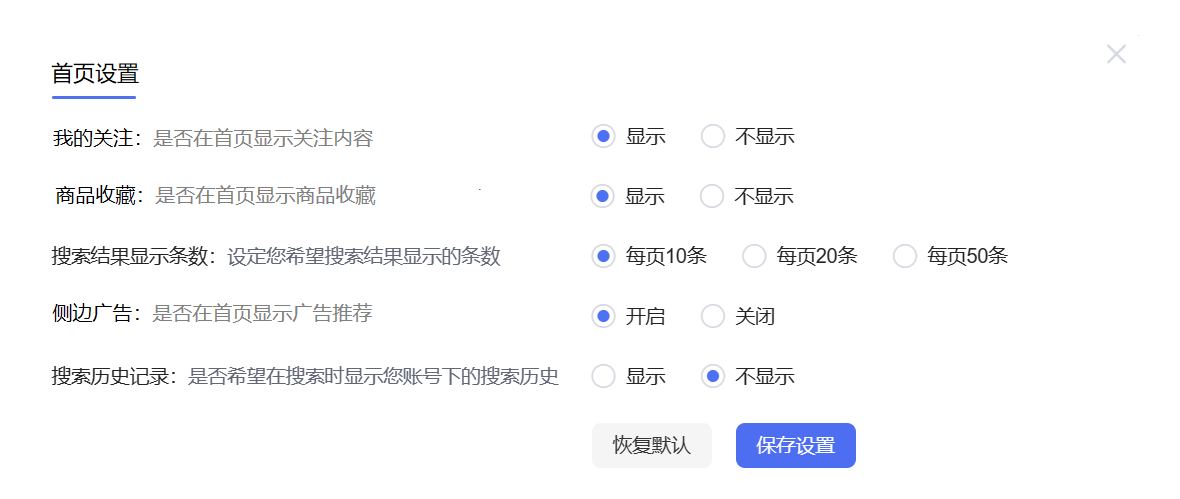 首页设置
我的关注：是否在首页显示关注内容 显示 不显示
商品收藏：是否在首页显示商品收藏 显示 不显示
搜索结果显示条数：设定您希望搜索结果显示的条数 每页10条 每页20条 每页50条
侧边广告：是否在首页显示广告推荐 开启 关闭
搜索历史记录：是否希望在搜索时显示您账号下的搜索历史 显示 不显示
恢复默认 保存设置